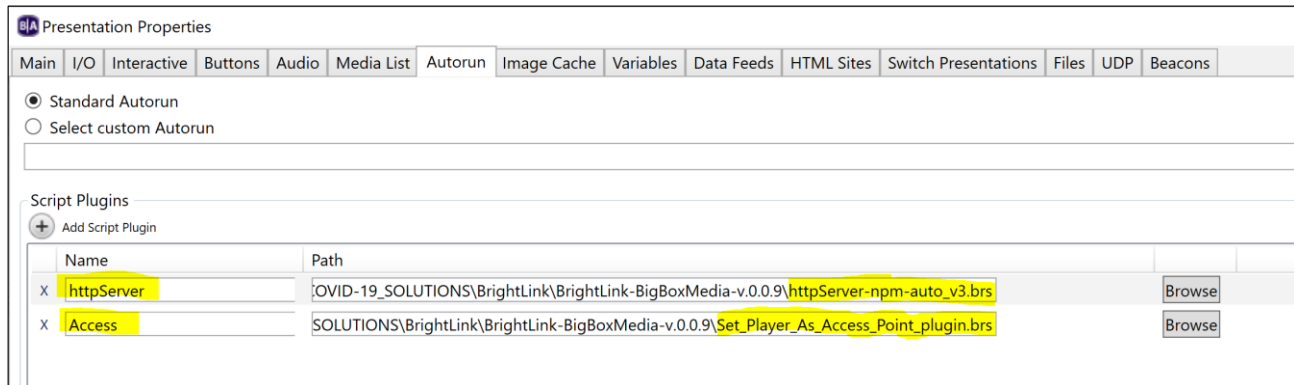 BA Presentation Properties
Main I/O Interactive Buttons Audio Media List Autorun Image Cache Variables Data Feeds HTML Sites Switch Presentations Files UDP Beacons
Standard Autorun
Select custom Autorun
Script Plugins
+ Add Script Plugin
Name Path
x httpServer OVID-19_SOLUTIONS\BrightLink\BrightLink-BigBoxMedia-v.0.0.9\httpServer-npm-auto_v3.brs Browse
x Access SOLUTIONS\BrightLink\BrightLink-BigBoxMedia-v.0.0.9\Set_Player_As_Access_Point_plugin.brs Browse